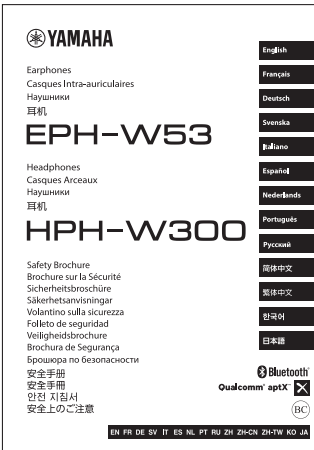 YAMAHA
Earphones
Casques Intra-auriculaires
Наушники
耳机
EPH-W53
Headphones
Casques Arceaux
Наушники
耳机
HPH-W300
Safety Brochure
Brochure sur la Sécurité
Sicherheitsbroschüre
Säkerhetsanvisningar
Volantino sulla sicurezza
Folleto de seguridad
Veiligheidsbrochure
Brochura de Segurança
Брошюра по безопасности
安全手册
安全手冊
안전 지침서
安全上のご注意
English
Français
Deutsch
Svenska
Italiano
Español
Nederlands
Português
Русский
简体中文
繁体中文
한국어
日本語
Bluetooth®
Qualcomm® aptX™
BC
EN FR DE SV IT ES NL PT RU ZH ZH-CN ZH-TW KO JA